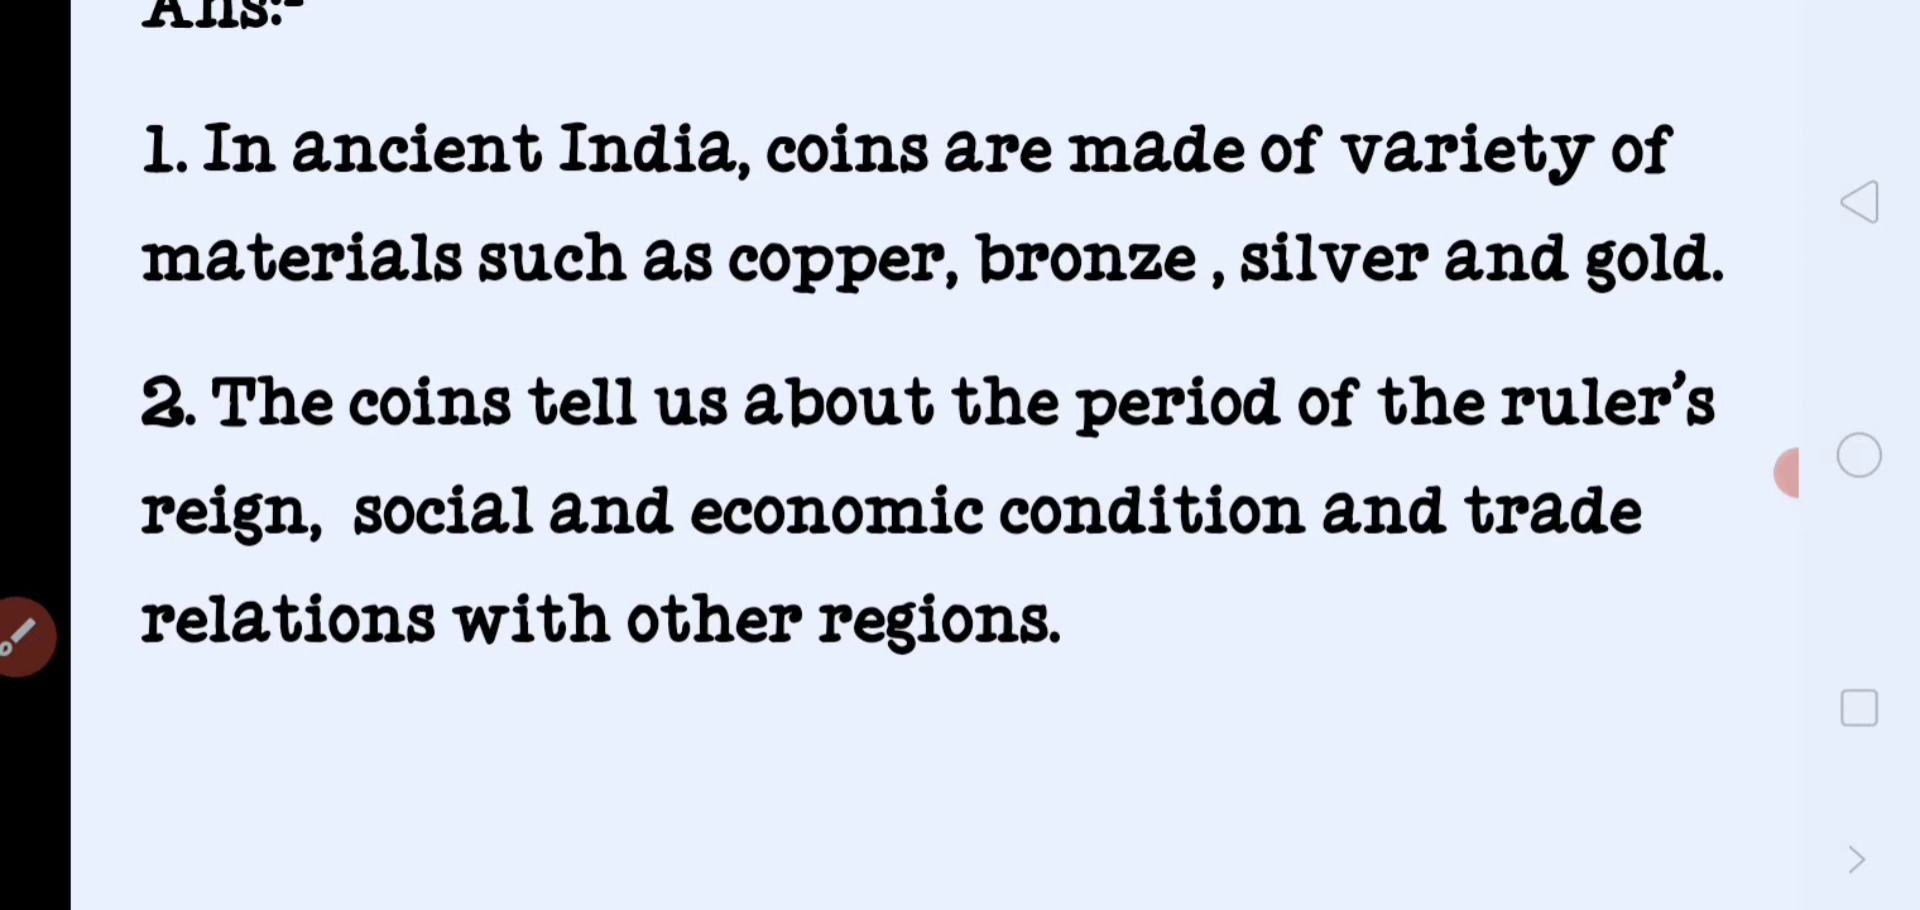 Ans:-
1. In ancient India, coins are made of variety of
materials such as copper, bronze , silver and gold.
2. The coins tell us about the period of the ruler's
reign,  social and economic condition and trade
relations with other regions.